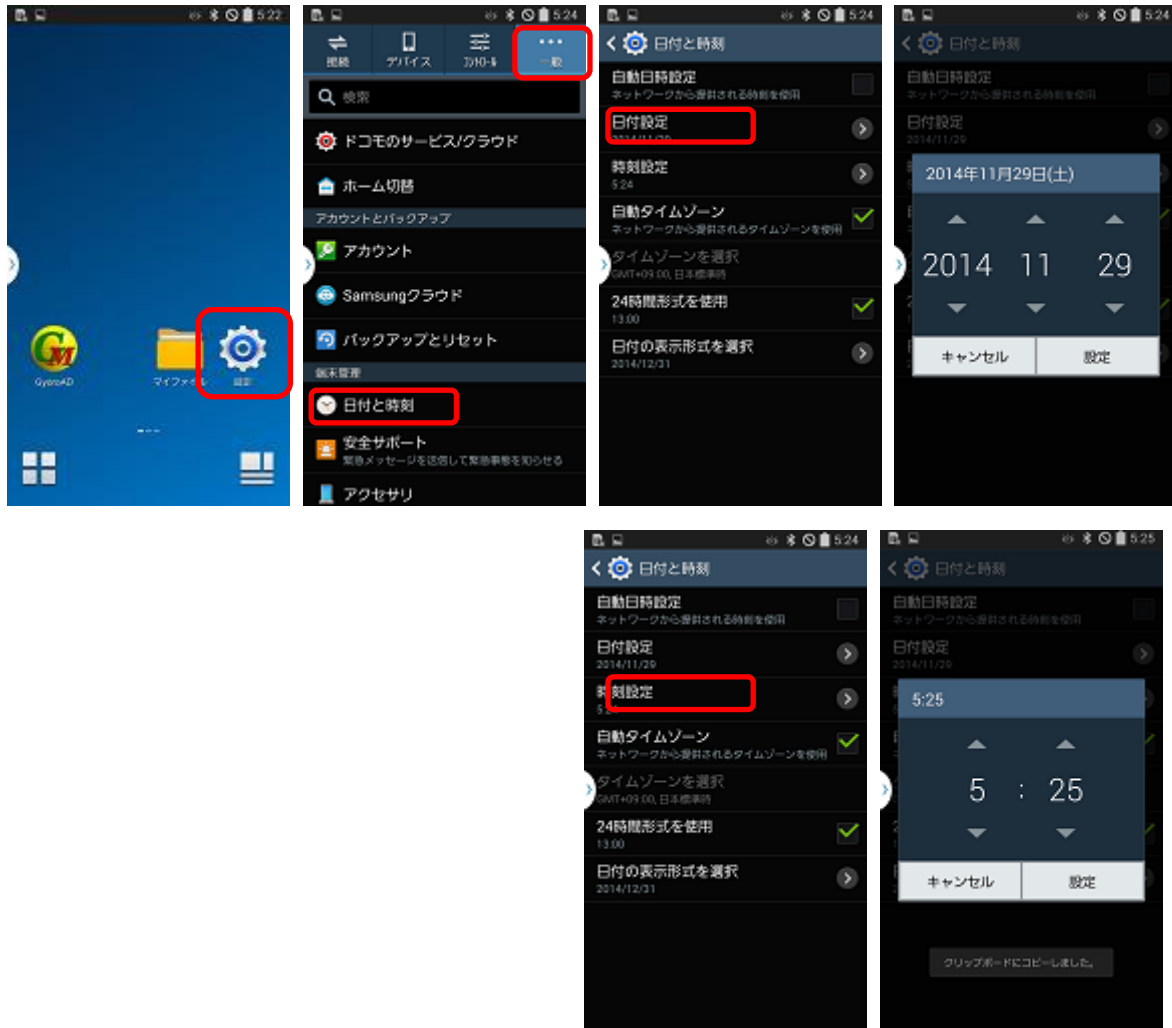 5:22
GyoroAD
マイファイル
設定
5:24
接続
デバイス
ｺﾝﾄﾛｰﾙ
一般
検索
ドコモのサービス/クラウド
ホーム切替
アカウントとバックアップ
アカウント
Samsungクラウド
バックアップとリセット
端末管理
日付と時刻
安全サポート
緊急メッセージを送信して緊急事態を知らせる
アクセサリ
5:24
日付と時刻
自動日時設定
ネットワークから提供される時刻を使用
日付設定
2014/11/29
時刻設定
5:24
自動タイムゾーン
ネットワークから提供されるタイムゾーンを使用
タイムゾーンを選択
GMT+09:00, 日本標準時
24時間形式を使用
13:00
日付の表示形式を選択
2014/12/31
5:24
日付と時刻
自動日時設定
ネットワークから提供される時刻を使用
日付設定
2014/11/29
2014年11月29日(土)
2014 11 29
キャンセル 設定
5:24
日付と時刻
自動日時設定
ネットワークから提供される時刻を使用
日付設定
2014/11/29
時刻設定
自動タイムゾーン
ネットワークから提供されるタイムゾーンを使用
タイムゾーンを選択
GMT+09:00, 日本標準時
24時間形式を使用
13:00
日付の表示形式を選択
2014/12/31
5:25
日付と時刻
自動日時設定
ネットワークから提供される時刻を使用
日付設定
2014/11/29
5:25
5 : 25
キャンセル 設定
クリップボードにコピーしました。